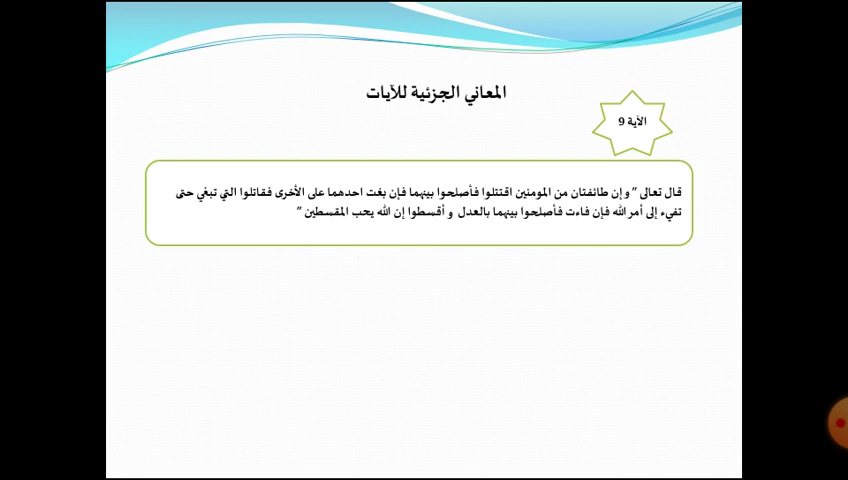 المعاني الجزئية للآيات
الآية 9
قال تعالى " و إن طائفتان من المومنين اقتتلوا فأصلحوا بينهما فإن بغت احدهما على الأخرى فقاتلوا التي تبغي حتى
تفيء إلى أمر الله فإن فاءت فأصلحوا بينهما بالعدل و أقسطوا إن الله يحب المقسطين "